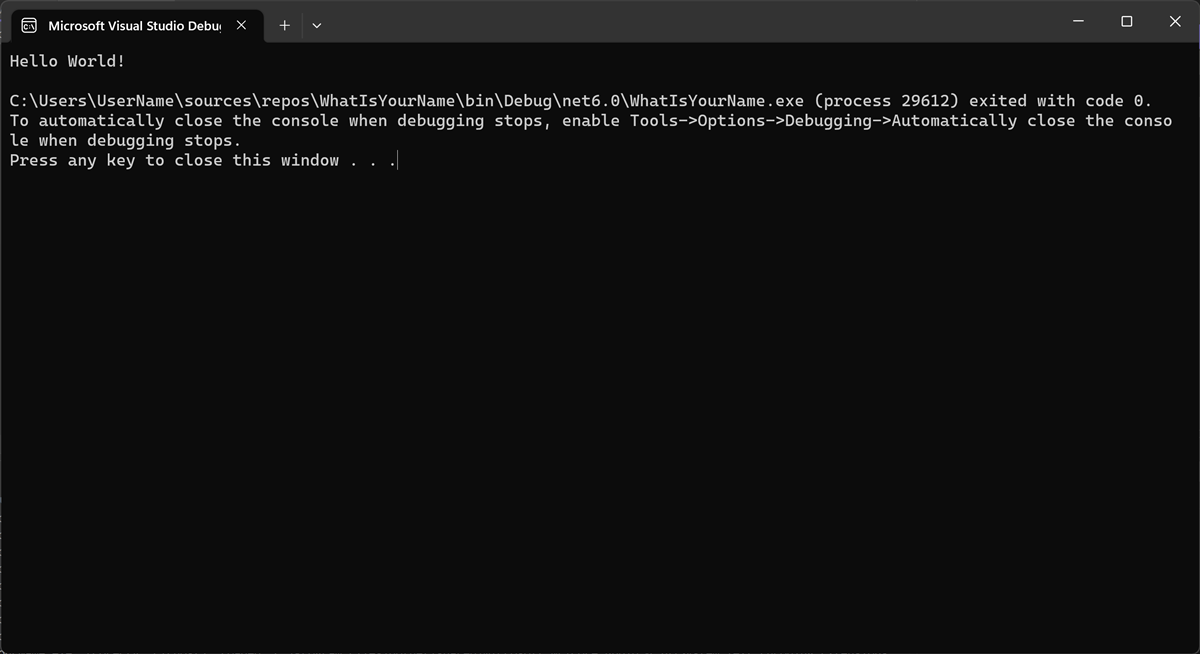 Microsoft Visual Studio Debu
Hello World!
C:\Users\UserName\sources\repos\WhatIsYourName\bin\Debug\net6.0\WhatIsYourName.exe (process 29612) exited with code 0.
To automatically close the console when debugging stops, enable Tools->Options->Debugging->Automatically close the conso
le when debugging stops.
Press any key to close this window . . .